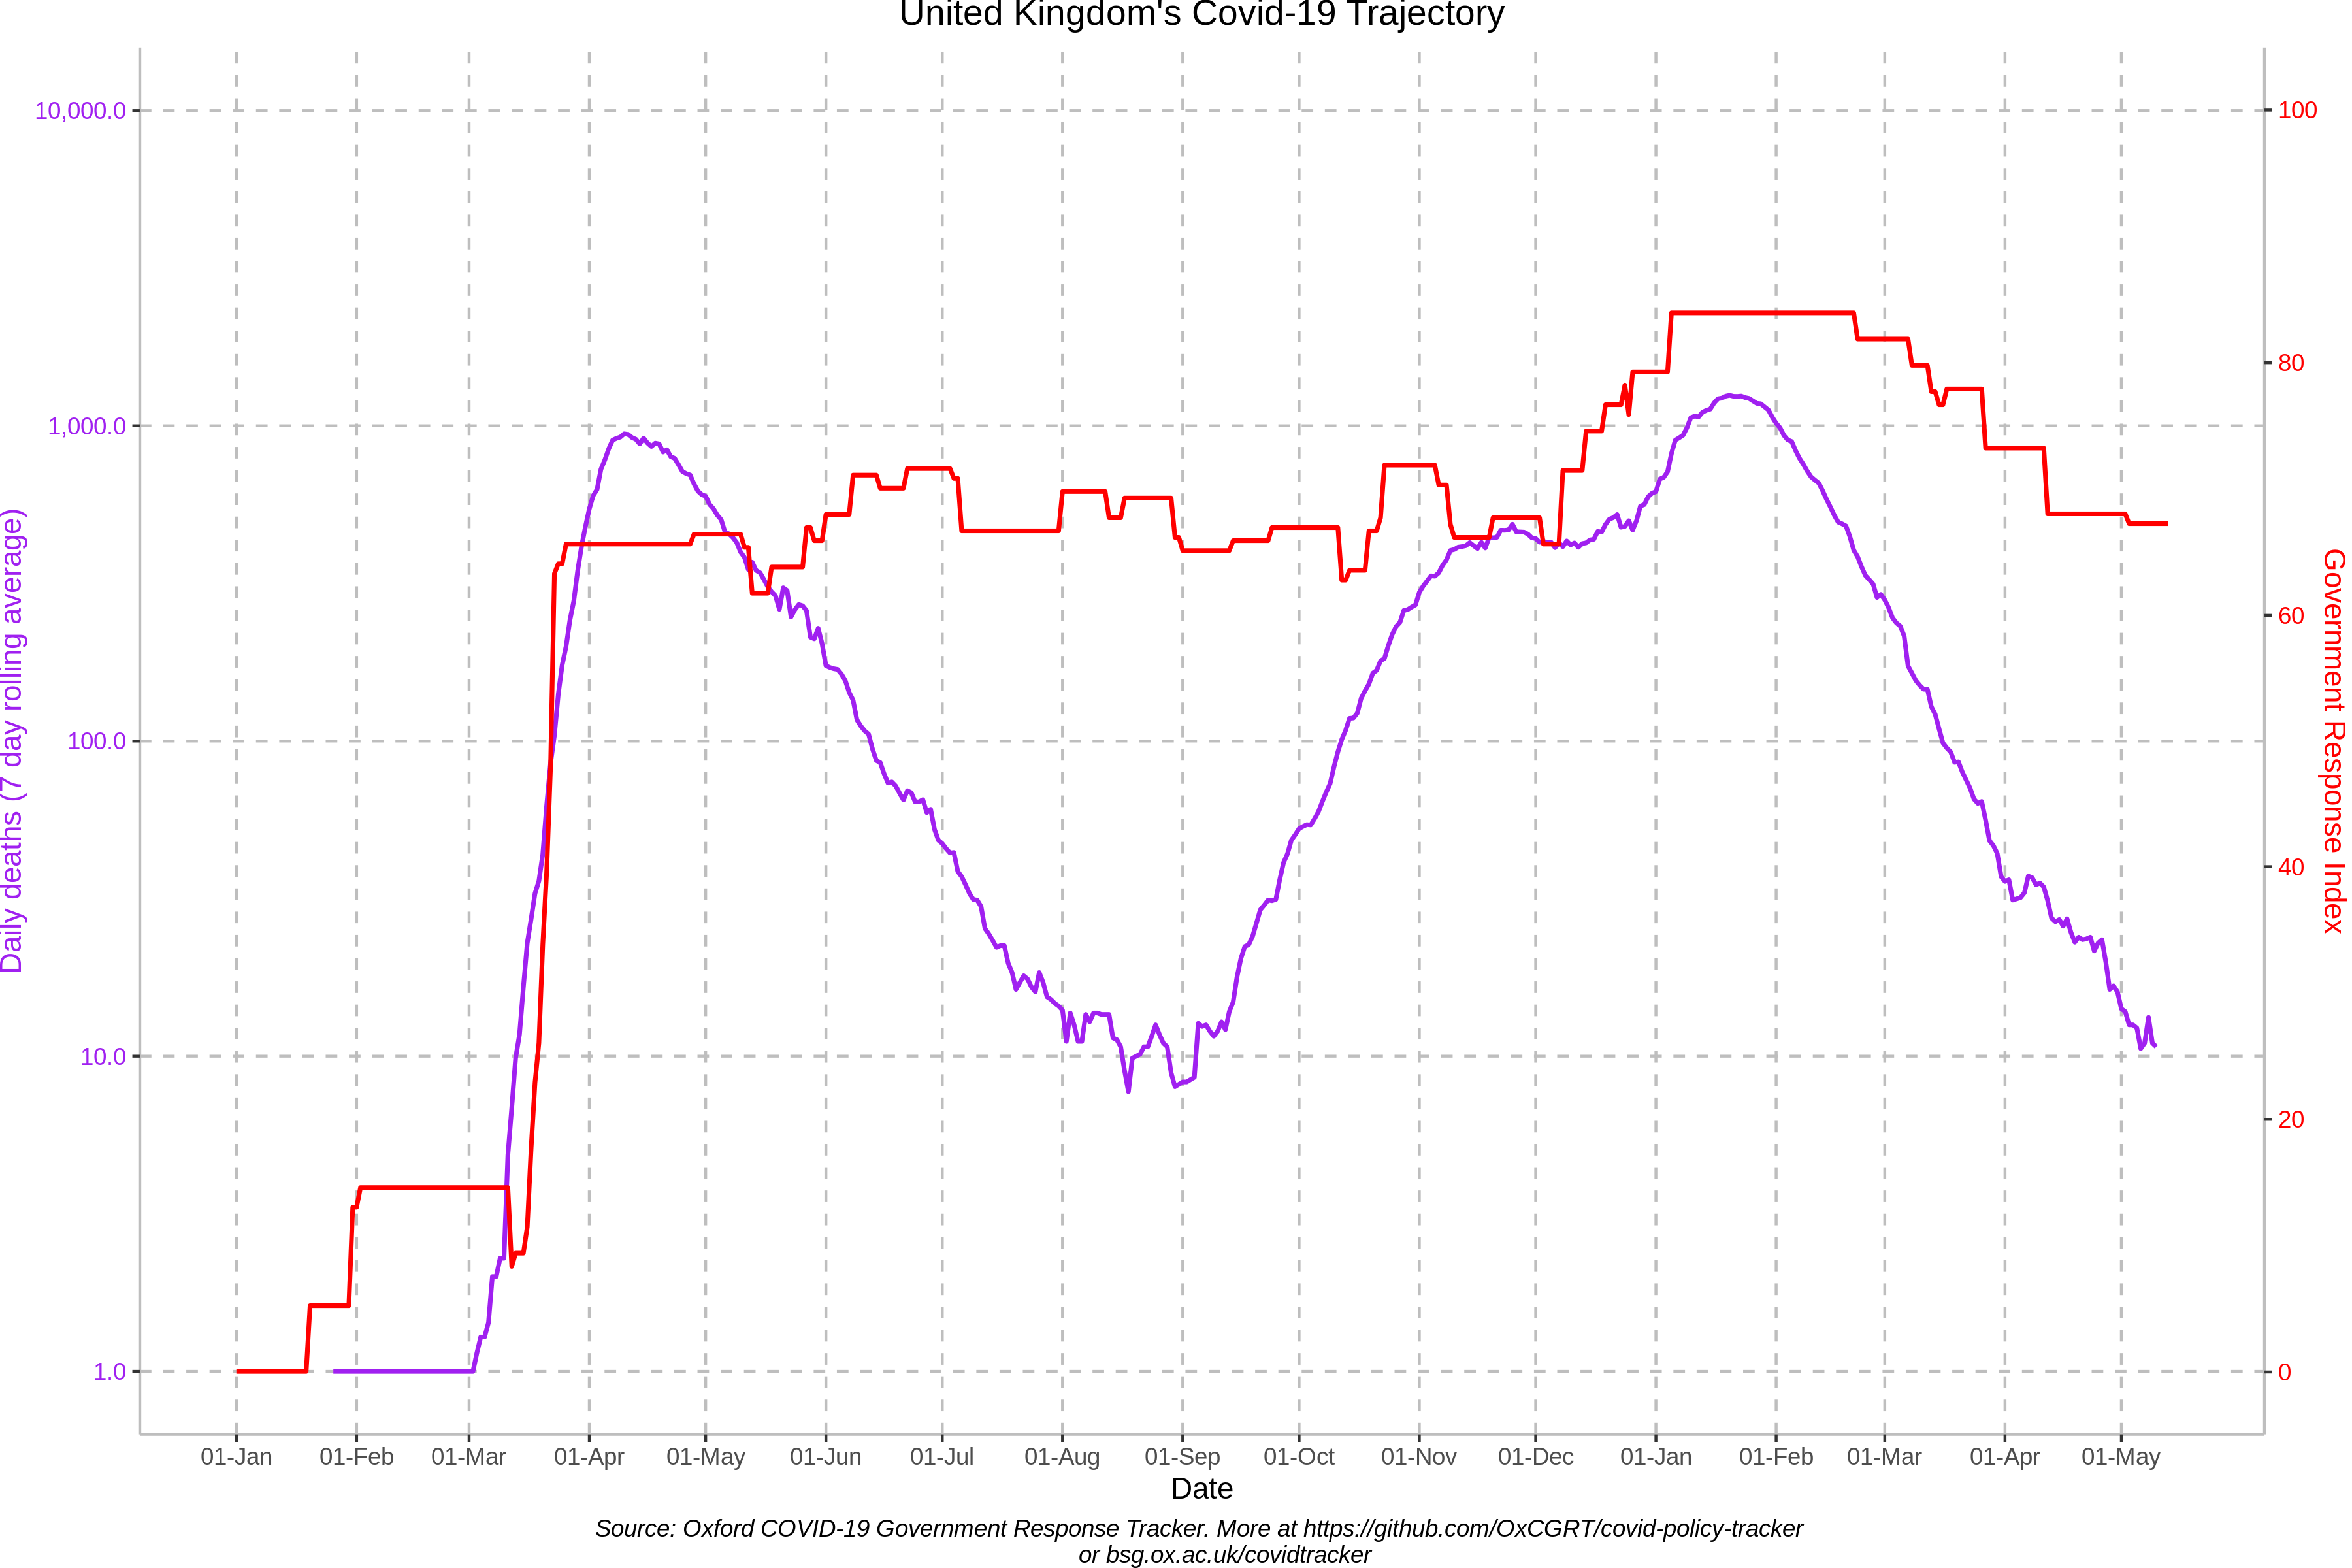 United Kingdom's Covid-19 Trajectory
10,000.0
1,000.0
100.0
10.0
1.0
Daily deaths (7 day rolling average)
100
80
60
40
20
0
Government Response Index
01-Jan 01-Feb 01-Mar 01-Apr 01-May 01-Jun 01-Jul 01-Aug 01-Sep 01-Oct 01-Nov 01-Dec 01-Jan 01-Feb 01-Mar 01-Apr 01-May
Date
Source: Oxford COVID-19 Government Response Tracker. More at https://github.com/OxCGRT/covid-policy-tracker
or bsg.ox.ac.uk/covidtracker